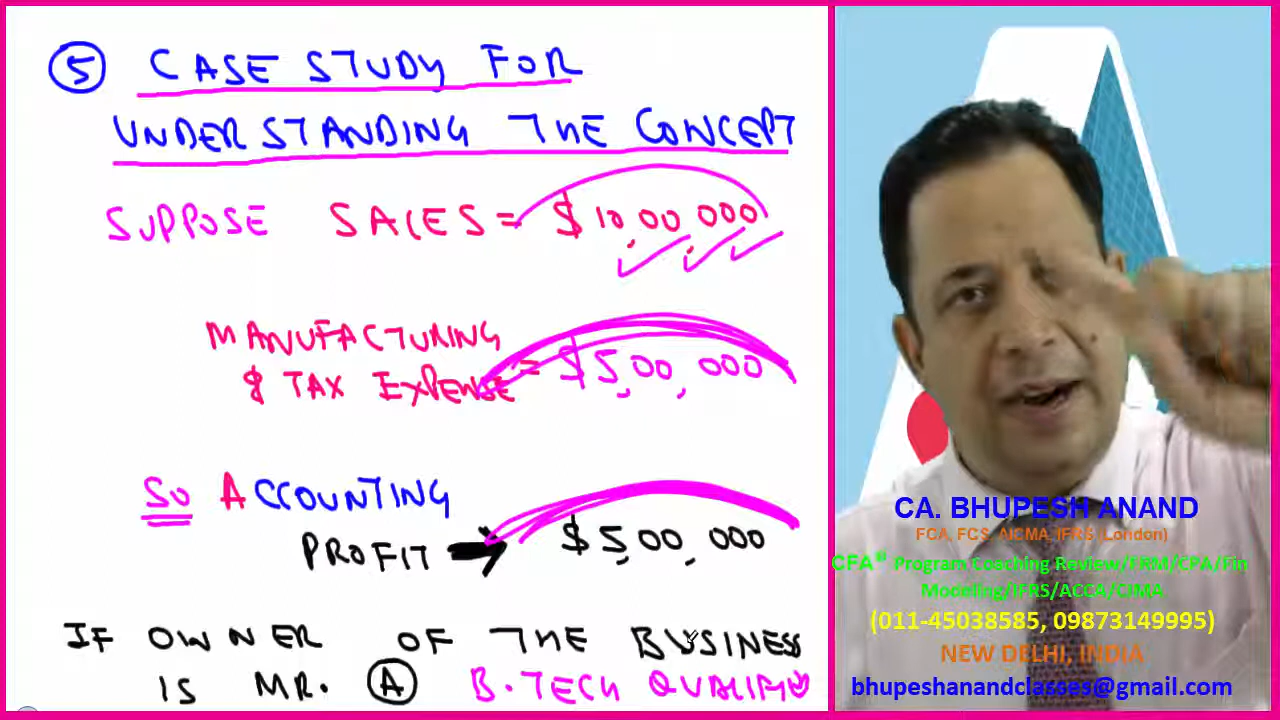 5 CASE STUDY FOR
UNDERSTANDING THE CONCEPT
SUPPOSE SALES = $10,00,000
MANUFACTURING
& TAX EXPENSE = $5,00,000
SO ACCOUNTING
PROFIT → $5,00,000
IF OWNER OF THE BUSINESS
IS MR. A B.TECH QUALIFIED
CA. BHUPESH ANAND
FCA, FCS, AICMA, IFRS (London)
CFA® Program Coaching Review/FRM/CPA/Fin
Modeling/IFRS/ACCA/CIMA
(011-45038585, 09873149995)
NEW DELHI, INDIA
bhupeshanandclasses@gmail.com